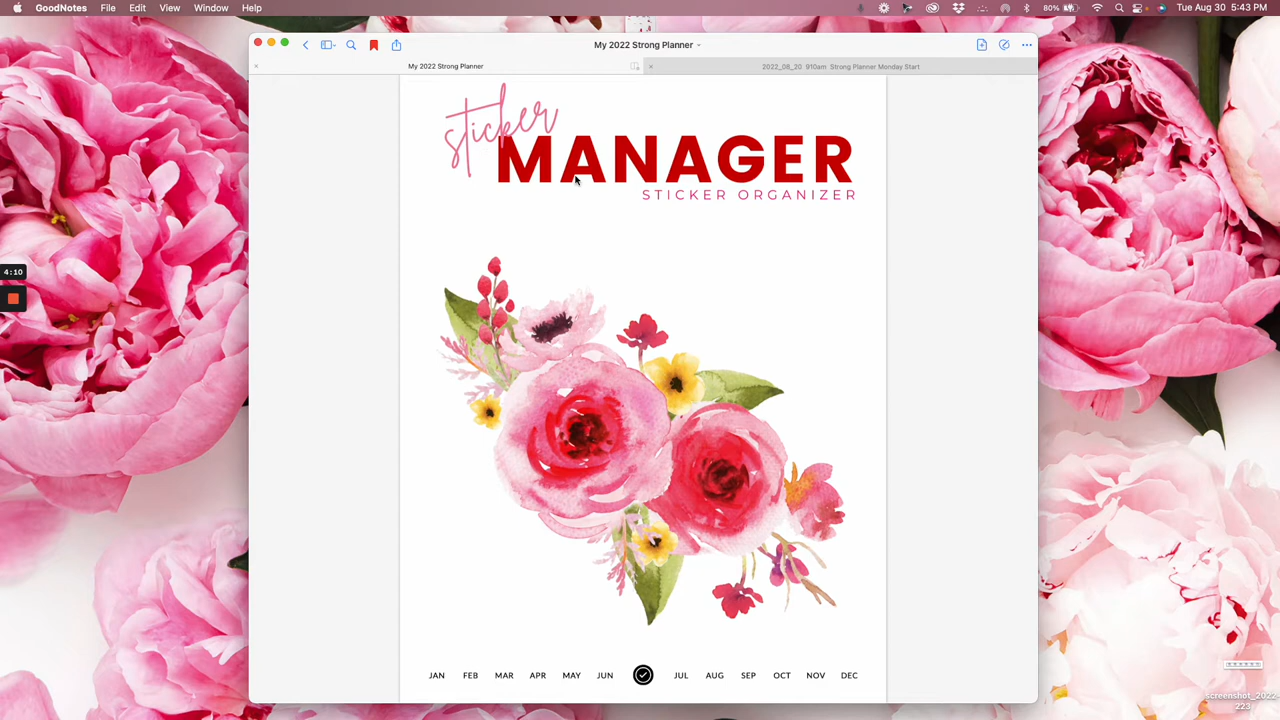 GoodNotes File Edit View Window Help 80% Tue Aug 30 5:43 PM
My 2022 Strong Planner
My 2022 Strong Planner
2022_08_20 910am Strong Planner Monday Start
sticker
MANAGER
STICKER ORGANIZER
4:10
JAN FEB MAR APR MAY JUN JUL AUG SEP OCT NOV DEC
screenshot_2022-
223